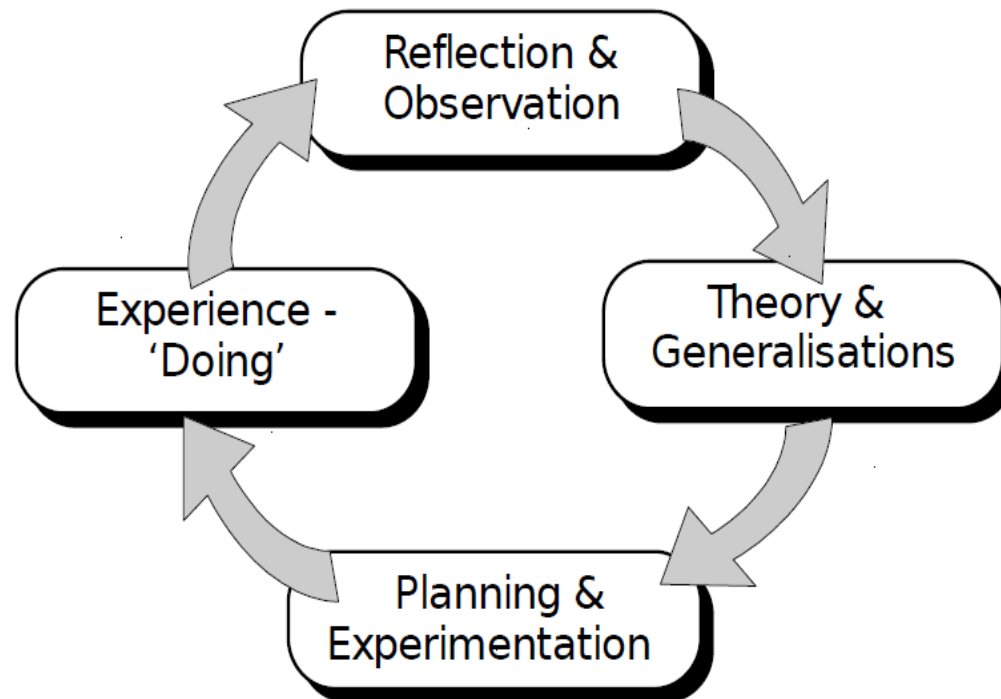 Reflection &
Observation
Experience -
‘Doing’
Theory &
Generalisations
Planning &
Experimentation